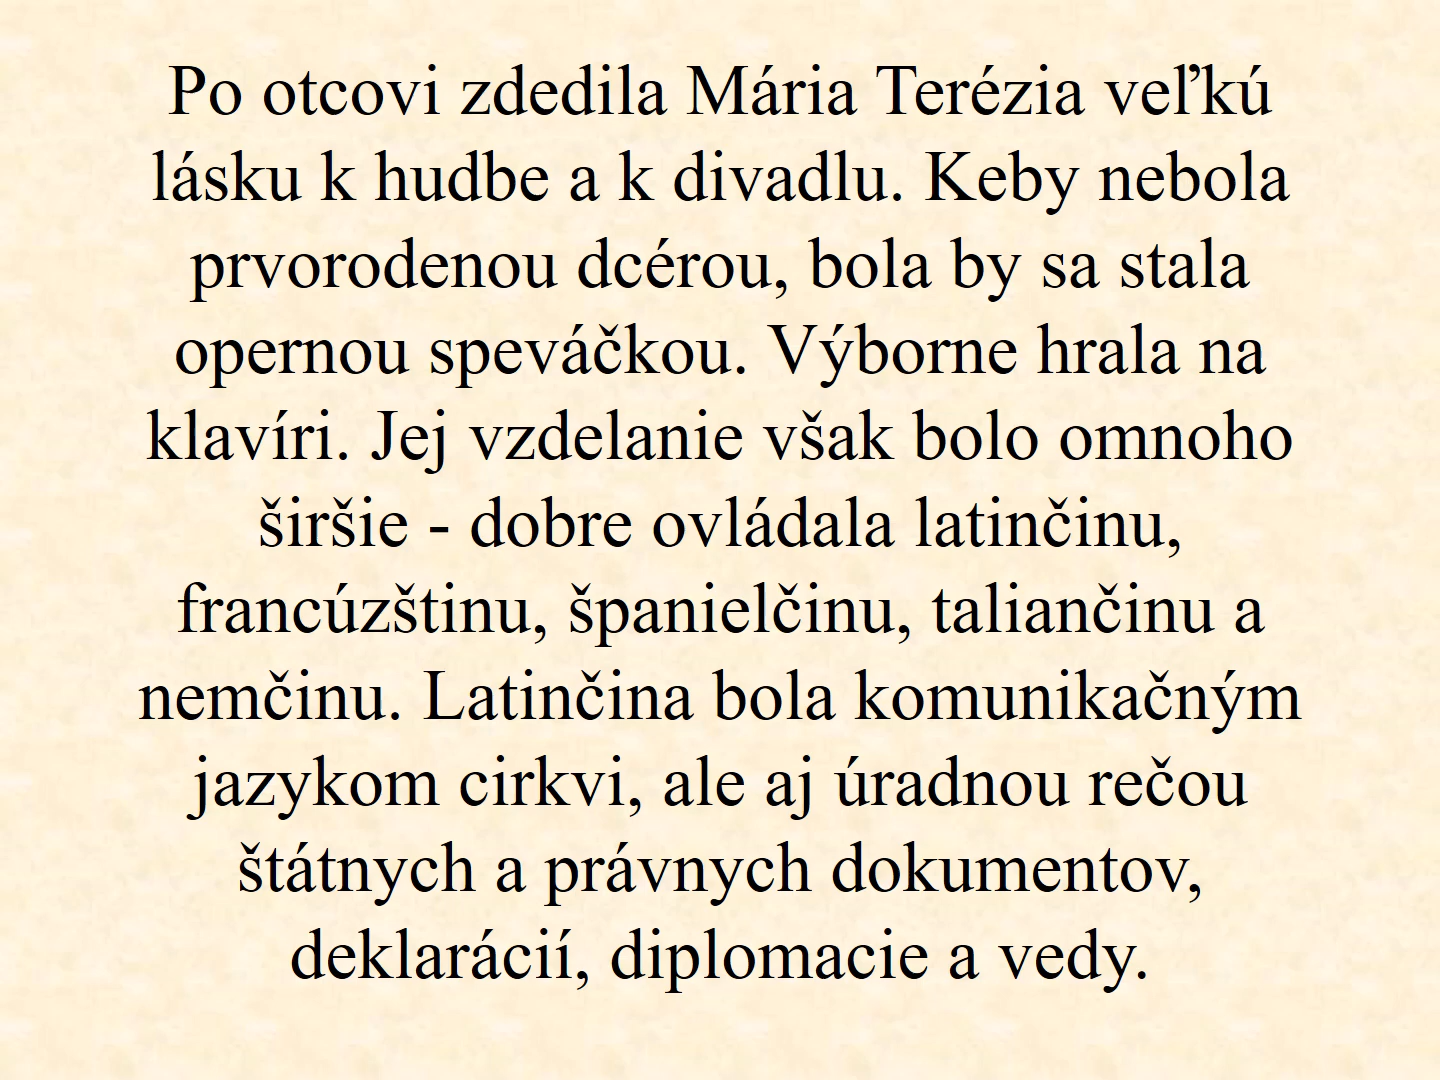 Po otcovi zdedila Mária Terézia veľkú
lásku k hudbe a k divadlu. Keby nebola
prvorodenou dcérou, bola by sa stala
opernou speváčkou. Výborne hrala na
klavíri. Jej vzdelanie však bolo omnoho
širšie - dobre ovládala latinčinu,
francúzštinu, španielčinu, taliančinu a
nemčinu. Latinčina bola komunikačným
jazykom cirkvi, ale aj úradnou rečou
štátnych a právnych dokumentov,
deklarácií, diplomacie a vedy.